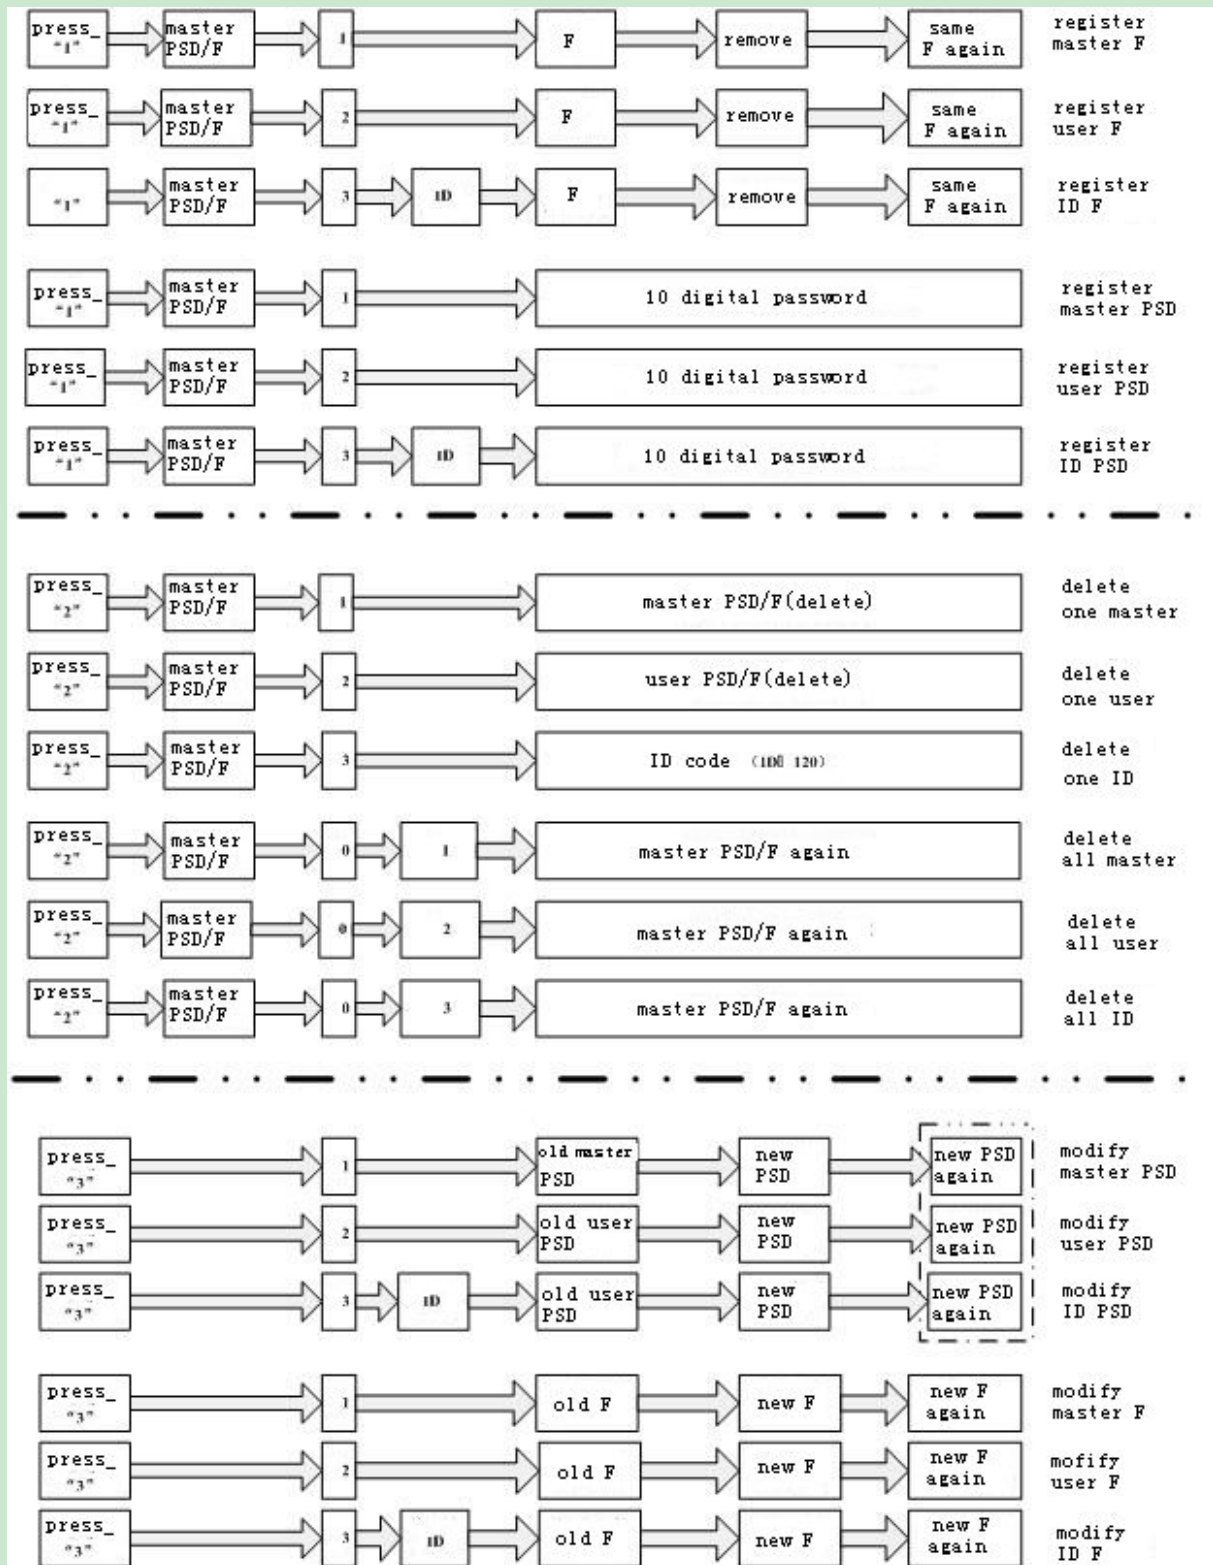 press_ master 1 F remove same register
“1” PSD/F F again master F
press_ master 2 F remove same register
“1” PSD/F F again user F
“1” master 3 ID F remove same register
PSD/F F again ID F
press_ master 1 10 digital password register
“1” PSD/F master PSD
press_ master 2 10 digital password register
“1” PSD/F user PSD
press_ master 3 ID 10 digital password register
“1” PSD/F ID PSD
press_ master 1 master PSD/F(delete) delete
“2” PSD/F one master
press_ master 2 user PSD/F(delete) delete
“2” PSD/F one user
press_ master 3 ID code (ID 120) delete
“2” PSD/F one ID
press_ master 0 1 master PSD/F again delete
“2” PSD/F all master
press_ master 0 2 master PSD/F again delete
“2” PSD/F all user
press_ master 0 3 master PSD/F again delete
“2” PSD/F all ID
press_ 1 old master new new PSD modify
“3” PSD PSD again master PSD
press_ 2 old user new new PSD modify
“3” PSD PSD again user PSD
press_ 3 ID old user new new PSD modify
“3” PSD PSD again ID PSD
press_ 1 old F new F new F modify
“3” again master F
press_ 2 old F new F new F mofify
“3” again user F
press_ 3 ID old F new F new F modify
“3” again ID F